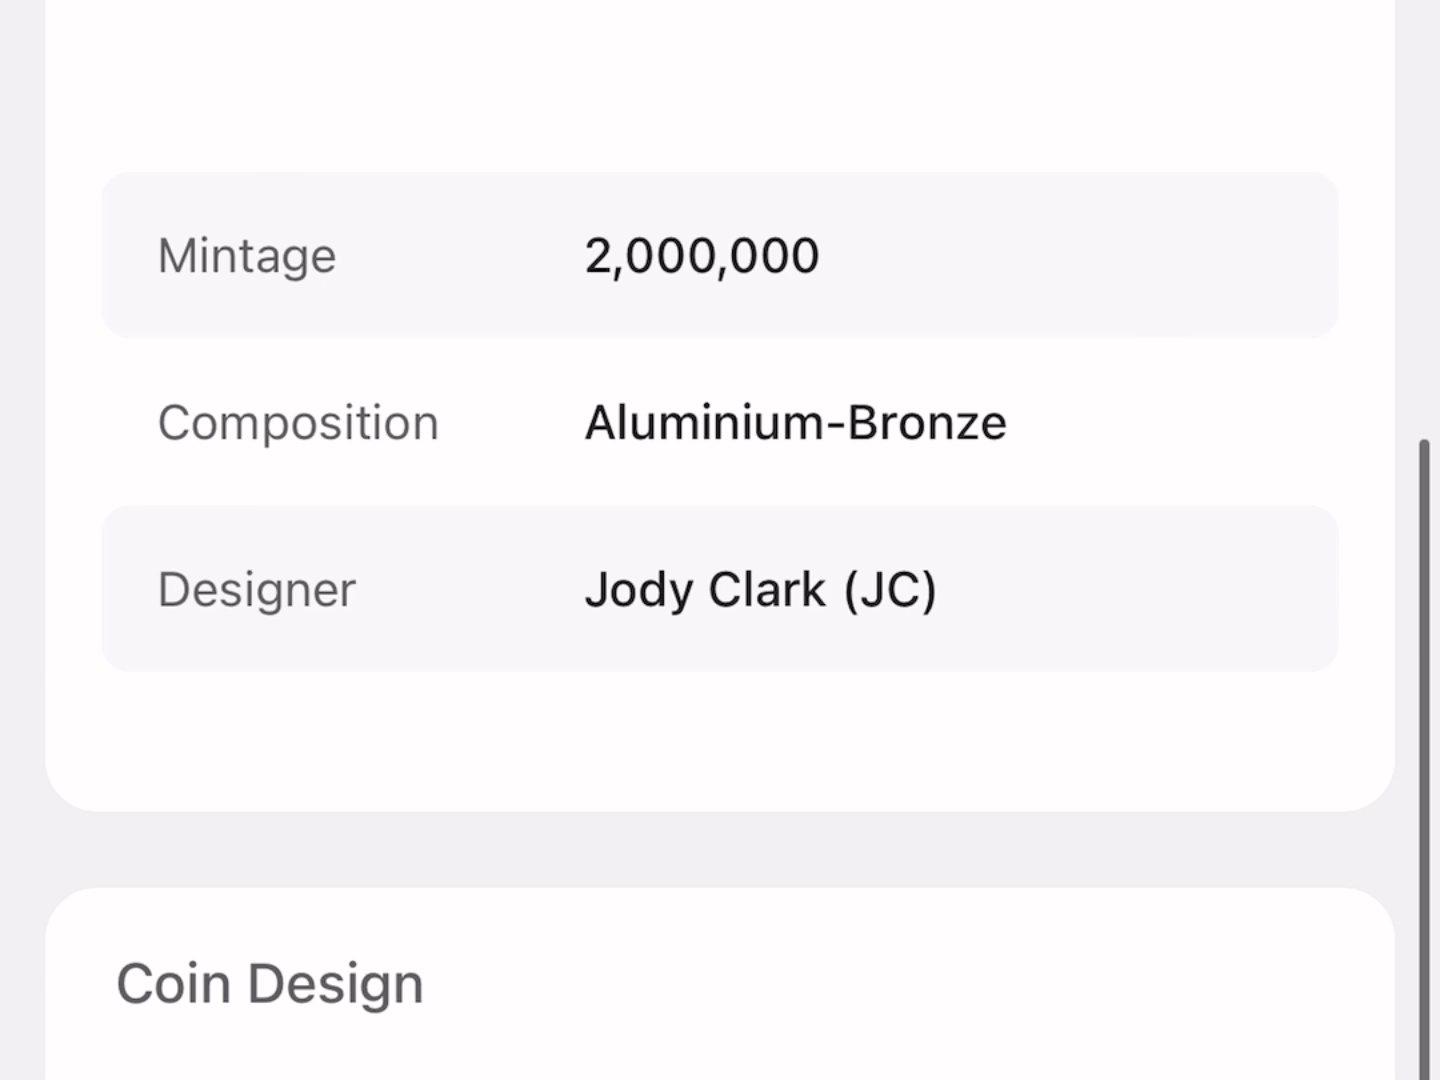 Mintage 2,000,000
Composition Aluminium-Bronze
Designer Jody Clark (JC)
Coin Design